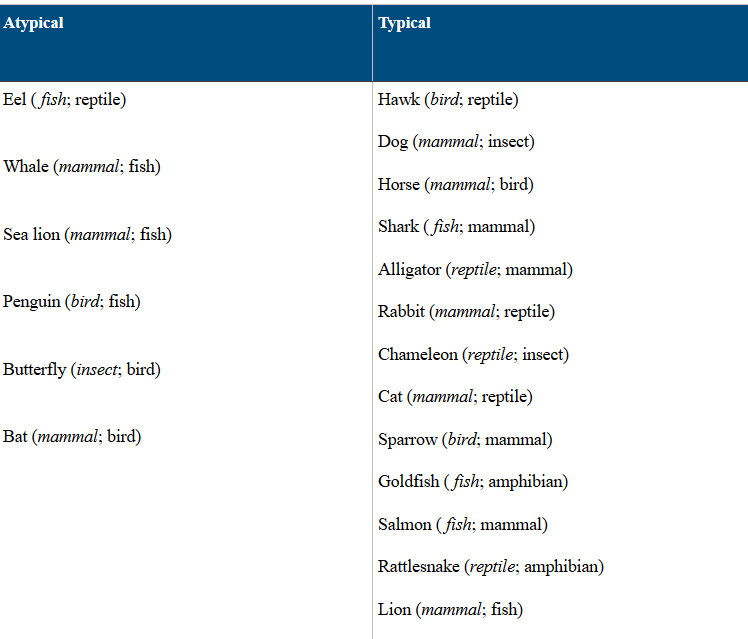 Atypical
Typical
Eel (fish; reptile)
Whale (mammal; fish)
Sea lion (mammal; fish)
Penguin (bird; fish)
Butterfly (insect; bird)
Bat (mammal; bird)
Hawk (bird; reptile)
Dog (mammal; insect)
Horse (mammal; bird)
Shark (fish; mammal)
Alligator (reptile; mammal)
Rabbit (mammal; reptile)
Chameleon (reptile; insect)
Cat (mammal; reptile)
Sparrow (bird; mammal)
Goldfish (fish; amphibian)
Salmon (fish; mammal)
Rattlesnake (reptile; amphibian)
Lion (mammal; fish)